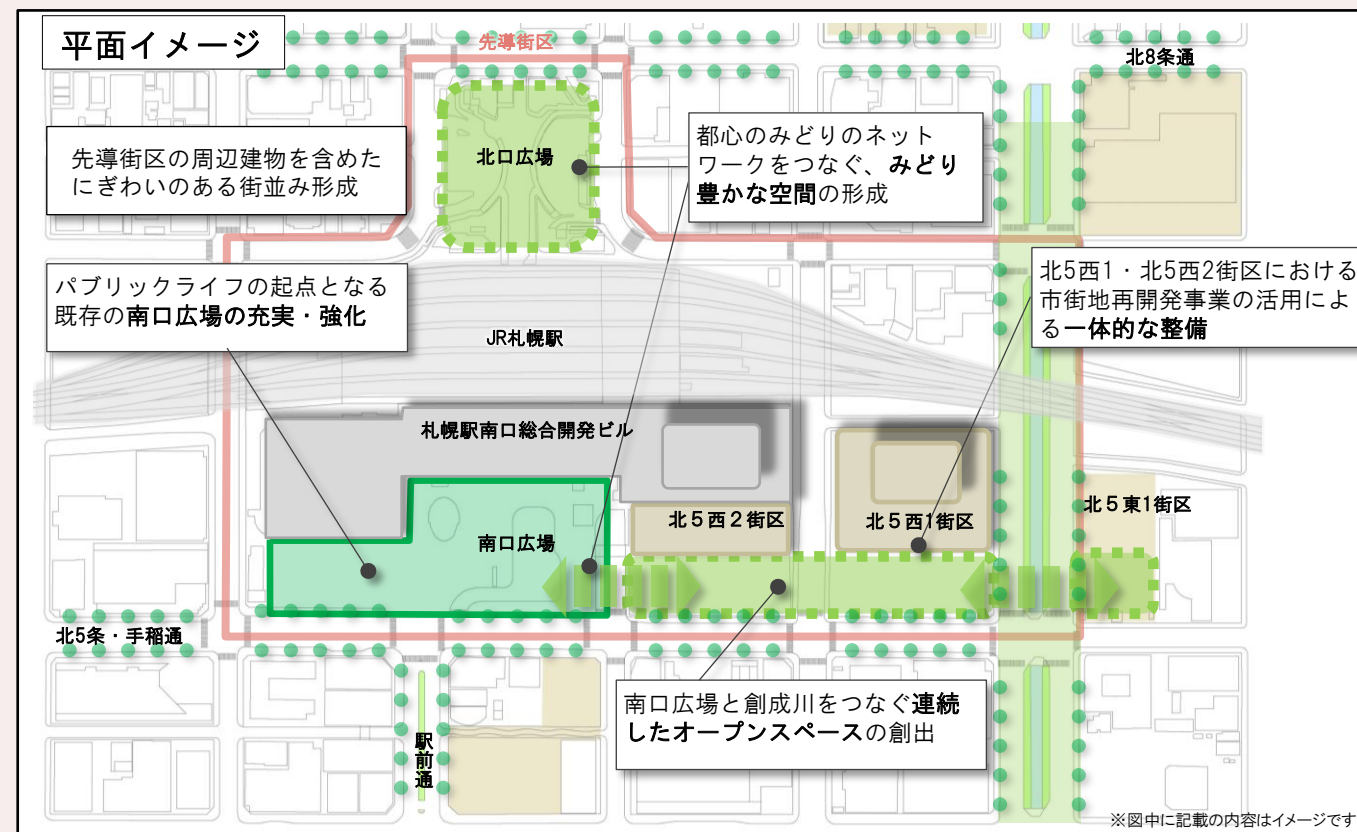 平面イメージ
先導街区
北8条通
先導街区の周辺建物を含めた
にぎわいのある街並み形成
北口広場
都心のみどりのネット
ワークをつなぐ、みどり
豊かな空間の形成
パブリックライフの起点となる
既存の南口広場の充実・強化
北5西1・北5西2街区における
市街地再開発事業の活用によ
る一体的な整備
JR札幌駅
札幌駅南口総合開発ビル
北5西2街区
北5西1街区
北5東1街区
南口広場
北5条・手稲通
南口広場と創成川をつなぐ連続
したオープンスペースの創出
駅前通
※図中に記載の内容はイメージです